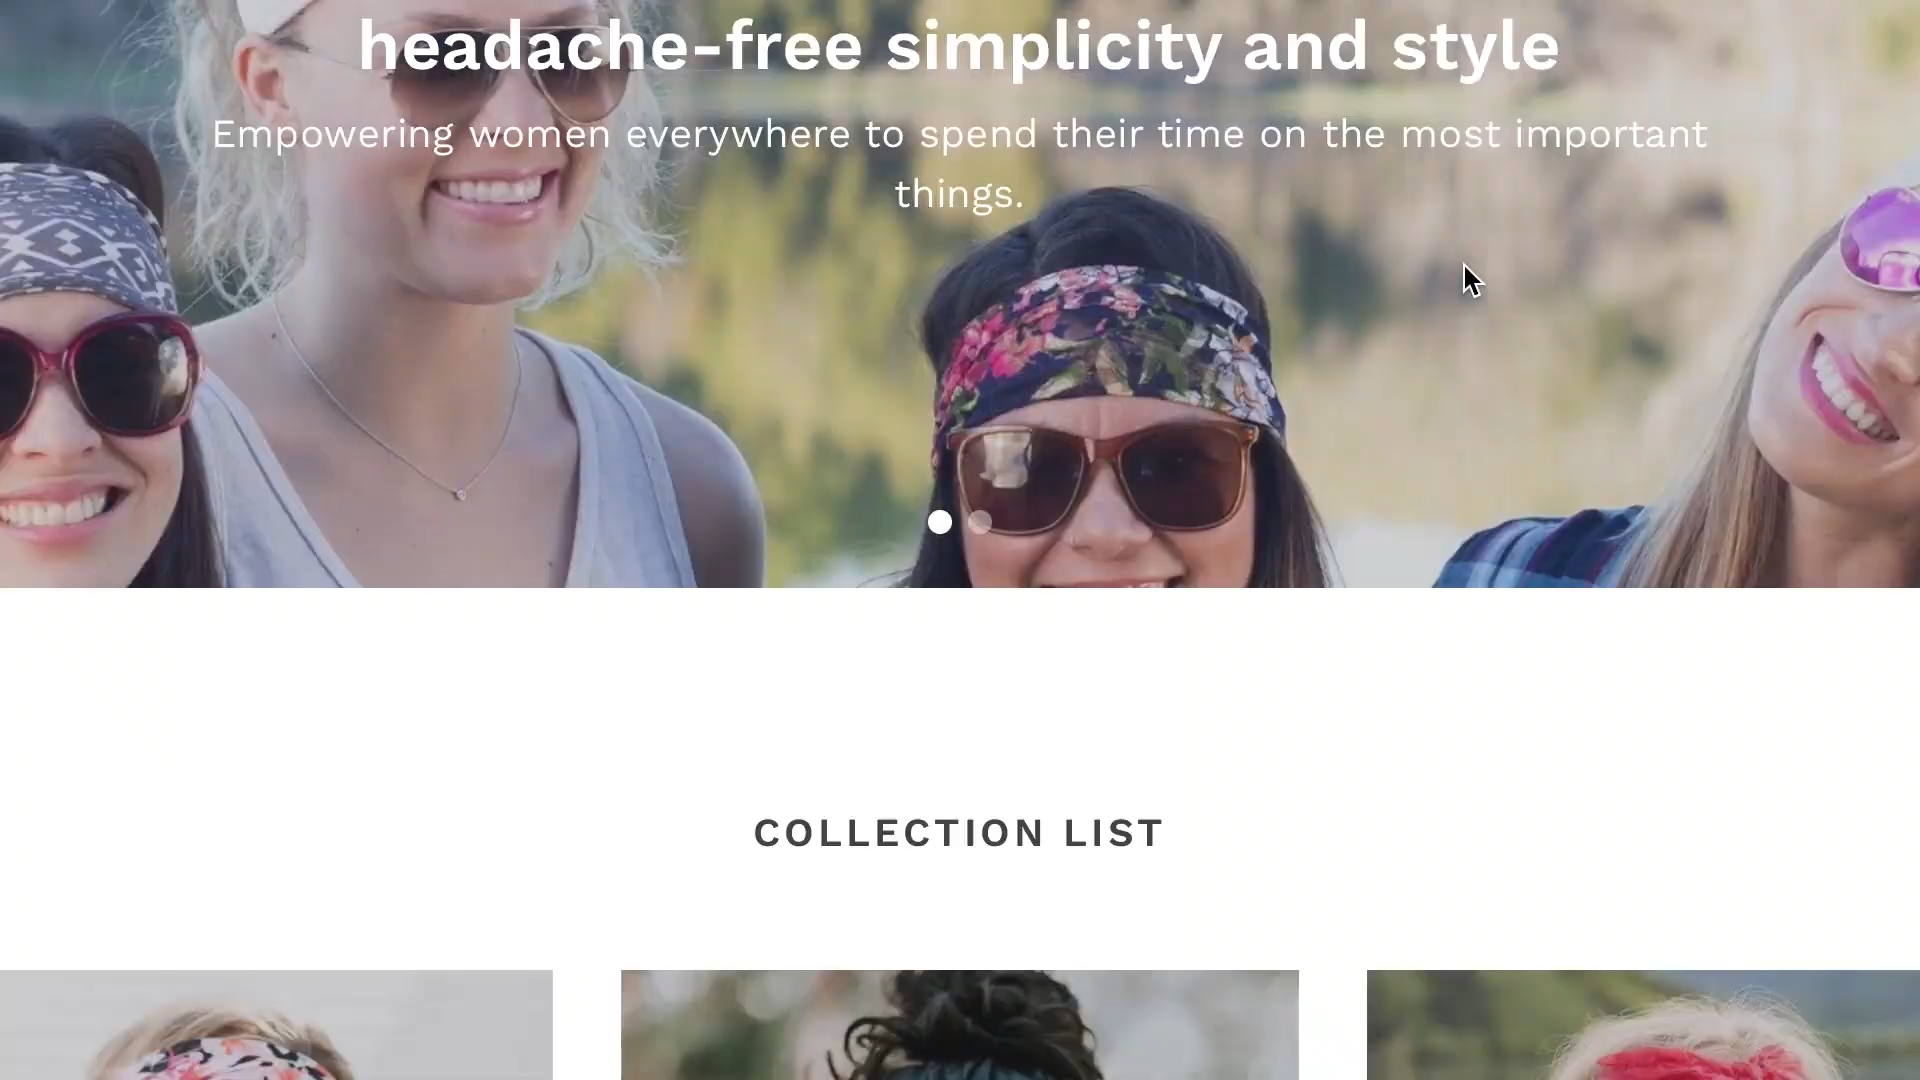 headache-free simplicity and style
Empowering women everywhere to spend their time on the most important
things.
COLLECTION LIST